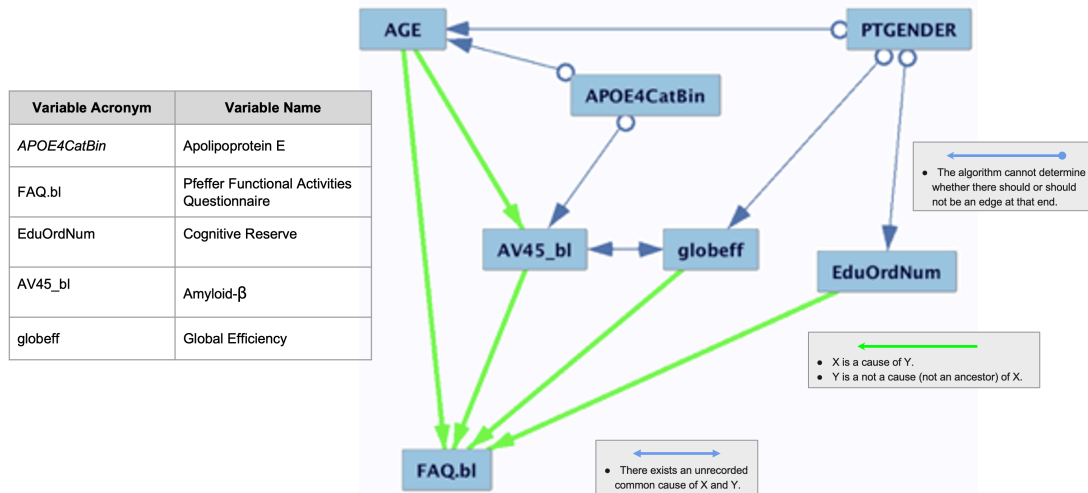 AGE
PTGENDER
APOE4CatBin
AV45_bl
globeff
EduOrdNum
FAQ.bl
Variable Acronym Variable Name
APOE4CatBin Apolipoprotein E
FAQ.bl Pfeffer Functional Activities
Questionnaire
EduOrdNum Cognitive Reserve
AV45_bl Amyloid-β
globeff Global Efficiency
● The algorithm cannot determine
whether there should or should
not be an edge at that end.
● X is a cause of Y.
● Y is a not a cause (not an ancestor) of X.
● There exists an unrecorded
common cause of X and Y.